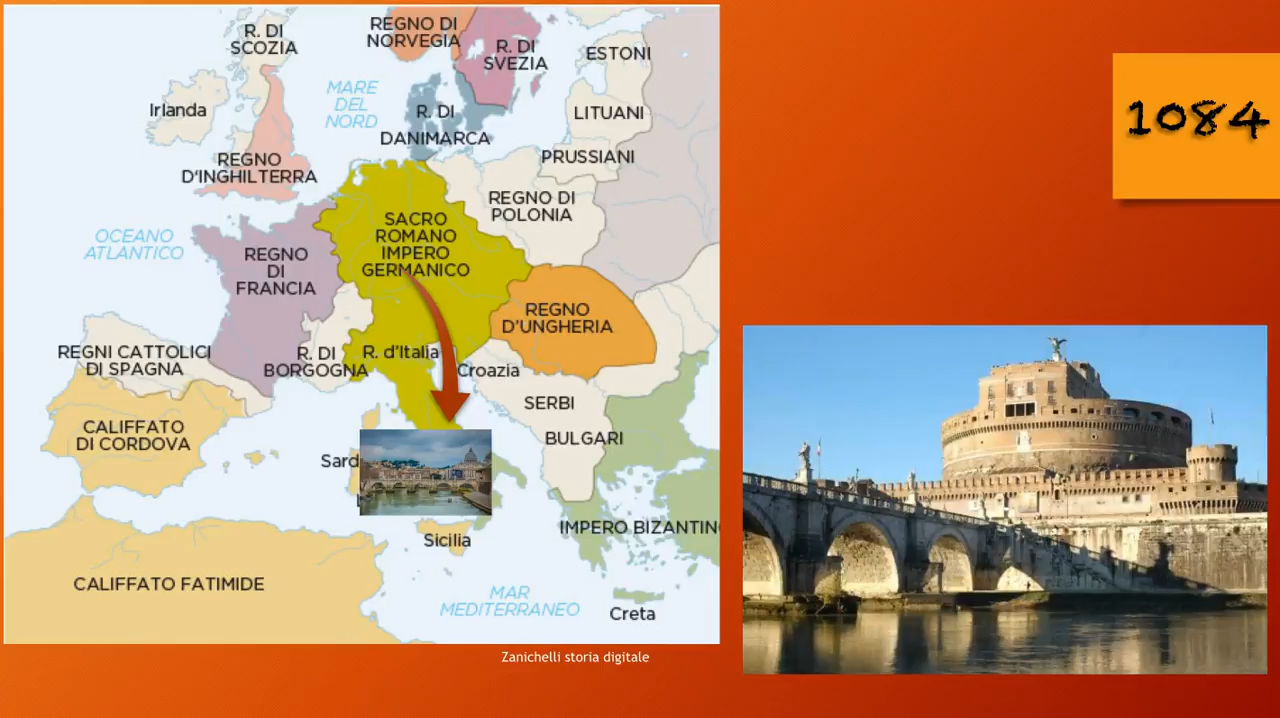 R. DI
SCOZIA
REGNO DI
NORVEGIA
R. DI
SVEZIA
ESTONI
MARE
DEL
NORD
Irlanda
R. DI
DANIMARCA
LITUANI
1084
PRUSSIANI
REGNO
D'INGHILTERRA
REGNO DI
POLONIA
SACRO
ROMANO
IMPERO
GERMANICO
OCEANO
ATLANTICO
REGNO
DI
FRANCIA
REGNO
D'UNGHERIA
REGNI CATTOLICI
DI SPAGNA
R. DI
BORGOGNA
R. d'Italia
Croazia
SERBI
CALIFFATO
DI CORDOVA
BULGARI
Sard
IMPERO BIZANTIN
Sicilia
CALIFFATO FATIMIDE
MAR
MEDITERRANEO
Creta
Zanichelli storia digitale